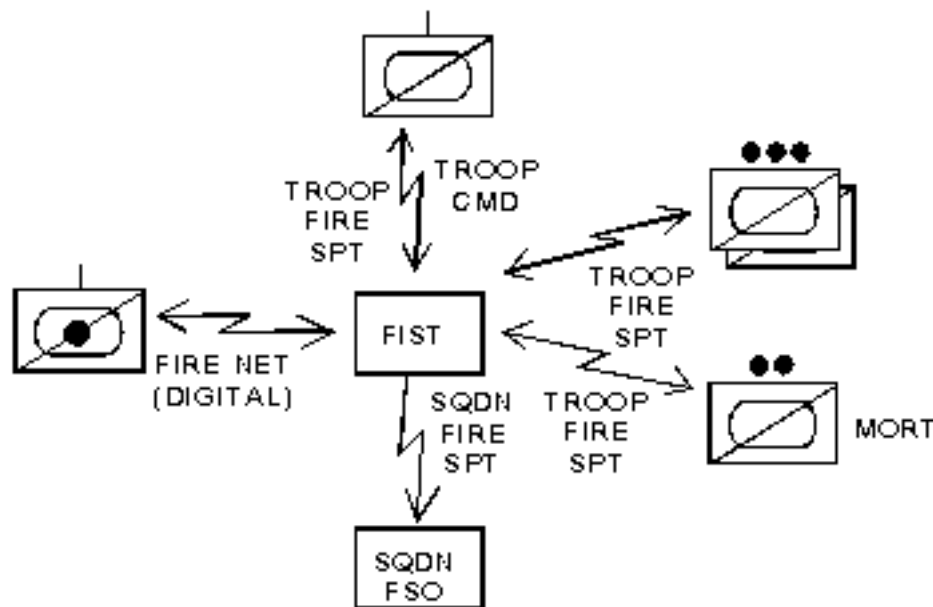 TROOP
FIRE
SPT
TROOP
CMD
TROOP
FIRE
SPT
FIST
FIRE NET
(DIGITAL)
SQDN
FIRE
SPT
TROOP
FIRE
SPT
MORT
SQDN
FSO